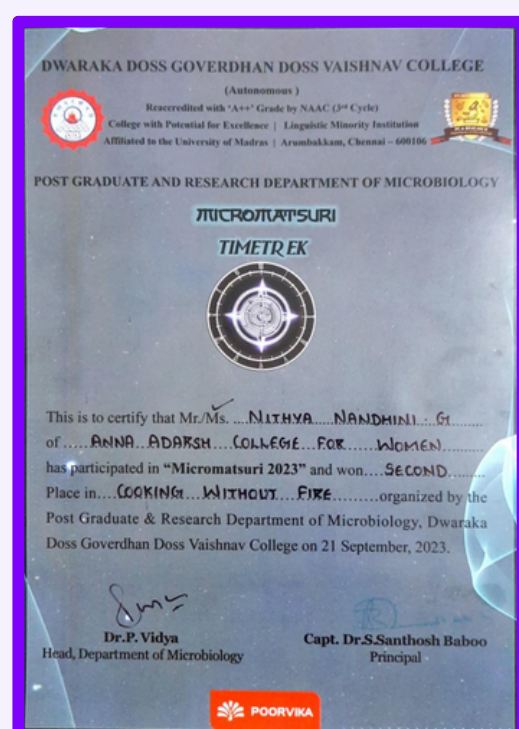 DWARAKA DOSS GOVERDHAN DOSS VAISHNAV COLLEGE
(Autonomous )
Reaccredited with 'A++' Grade by NAAC (3rd Cycle)
College with Potential for Excellence | Linguistic Minority Institution
Affiliated to the University of Madras | Arumbakkam, Chennai – 600106
POST GRADUATE AND RESEARCH DEPARTMENT OF MICROBIOLOGY
MICROMATSURI
TIMETREK
This is to certify that Mr./Ms. ....NITHYA NANDHINI. G
of .....ANNA ADARSH COLLEGE FOR WOMEN........
has participated in “Micromatsuri 2023” and won....SECOND........
Place in....COOKING WITHOUT FIRE.........organized by the
Post Graduate & Research Department of Microbiology, Dwaraka
Doss Goverdhan Doss Vaishnav College on 21 September, 2023.
Dr.P. Vidya
Head, Department of Microbiology
Capt. Dr.S.Santhosh Baboo
Principal
POORVIKA